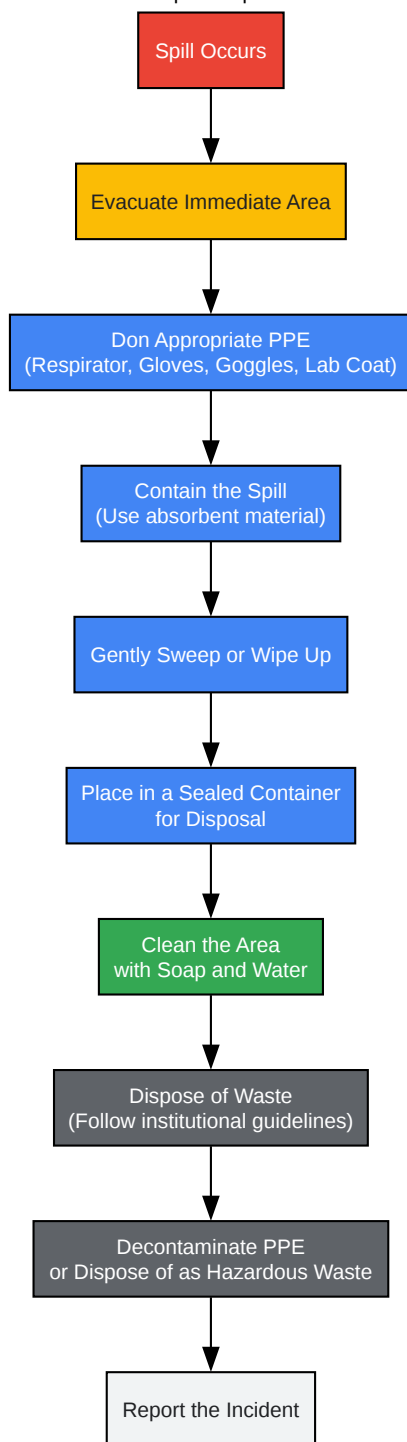 Spill Occurs
Evacuate Immediate Area
Don Appropriate PPE
(Respirator, Gloves, Goggles, Lab Coat)
Contain the Spill
(Use absorbent material)
Gently Sweep or Wipe Up
Place in a Sealed Container
for Disposal
Clean the Area
with Soap and Water
Dispose of Waste
(Follow institutional guidelines)
Decontaminate PPE
or Dispose of as Hazardous Waste
Report the Incident